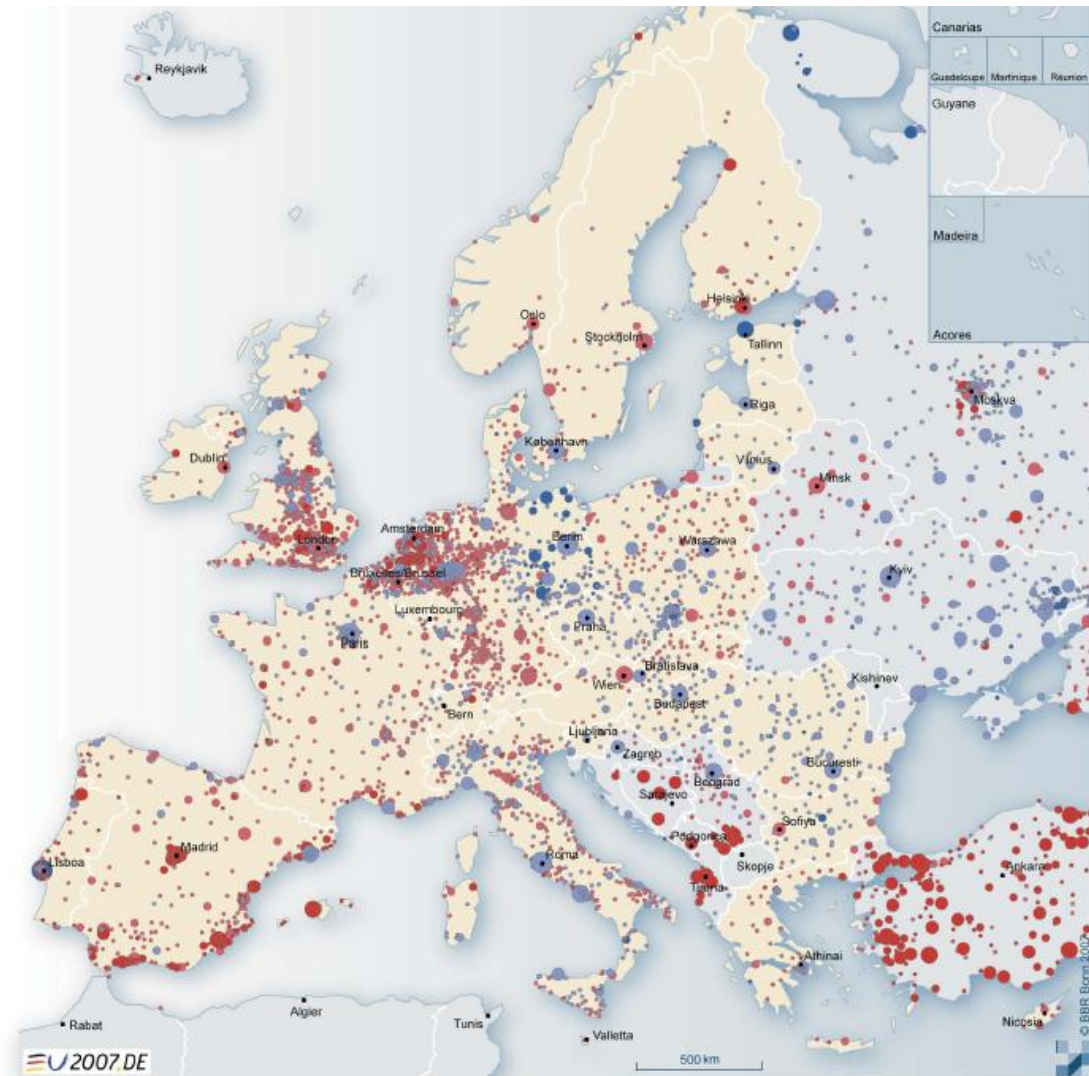 Canarias
Reykjavik
Guadeloupe Martinique Réunion
Guyane
Madeira
Acores
Helsinki
Oslo
Stockholm
Tallinn
Moskva
Riga
København
Dublin
Vilnius
Minsk
Amsterdam
London
Berlin
Warszawa
Bruxelles/Brussel
Kyiv
Luxembourg
Praha
Paris
Bratislava
Wien
Kishinev
Budapest
Bern
Ljubljana
Zagreb
Bucuresti
Beograd
Sarajevo
Sofiya
Podgorica
Madrid
Lisboa
Roma
Skopje
Ankara
Tirana
Athinai
© BBR Bonn 2007
Algier
Nicosia
Rabat
Tunis
Valletta
EU 2007.DE
500 km